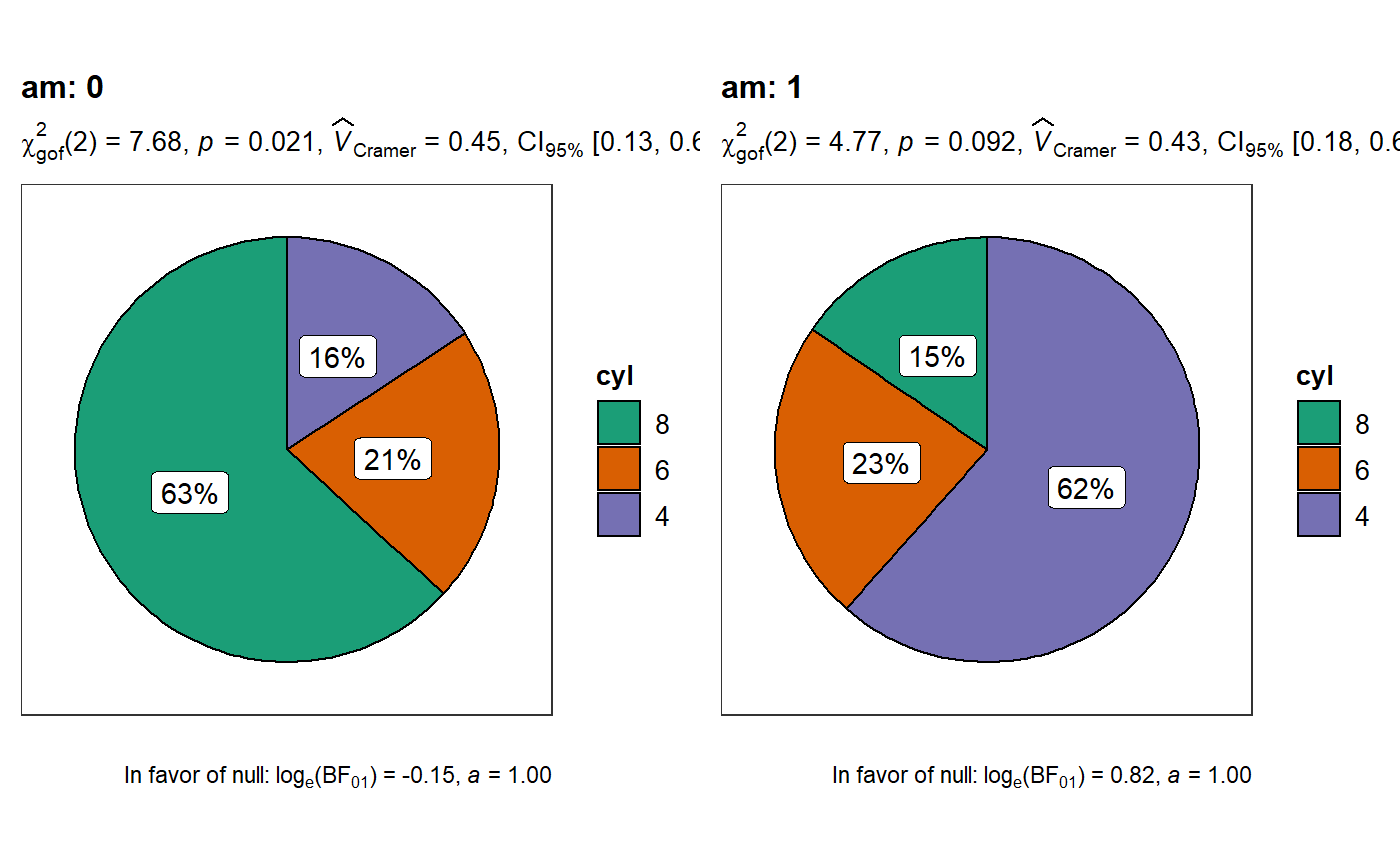 am: 0
χ²gof(2) = 7.68, p = 0.021, V̂Cramer = 0.45, CI95% [0.13, 0.6
16%
21%
63%
cyl
8
6
4
In favor of null: loge(BF01) = -0.15, a = 1.00
am: 1
χ²gof(2) = 4.77, p = 0.092, V̂Cramer = 0.43, CI95% [0.18, 0.6
15%
23%
62%
cyl
8
6
4
In favor of null: loge(BF01) = 0.82, a = 1.00